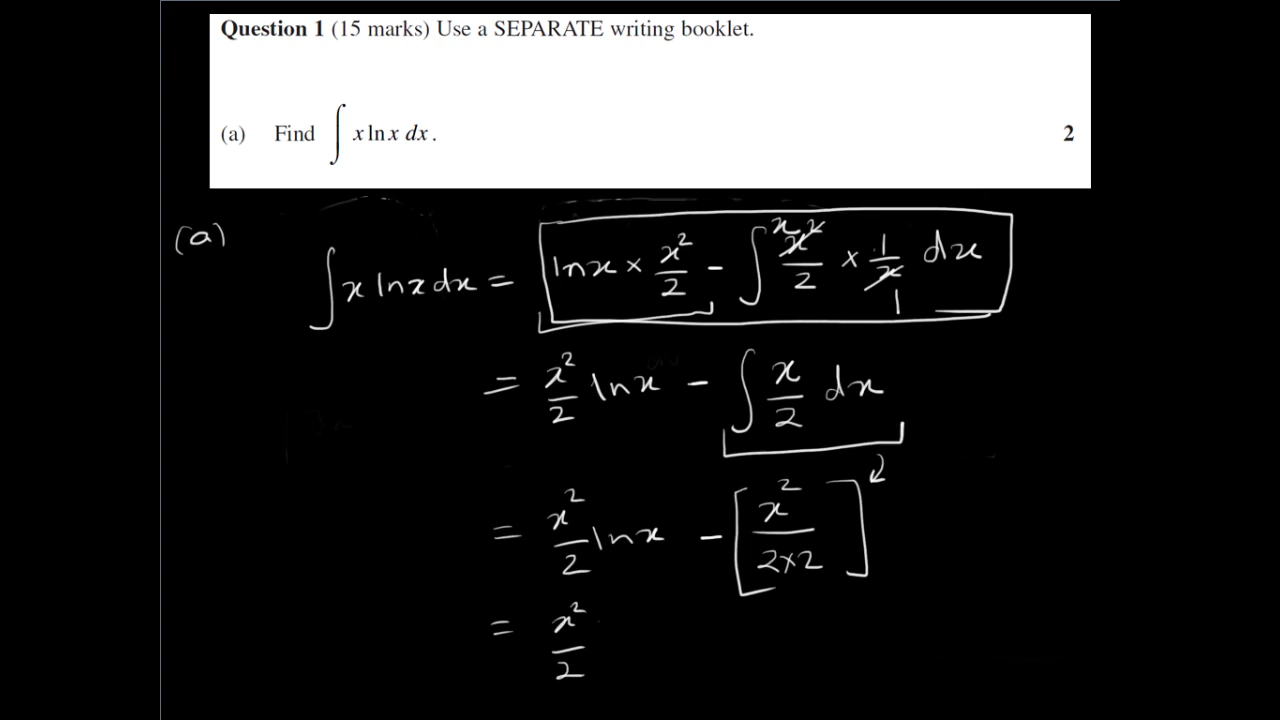 Question 1 (15 marks) Use a SEPARATE writing booklet.
(a) Find ∫ x ln x dx. 2
(a) ∫ x ln x dx = ln x × x²/2 - ∫ x²/2 × 1/x dx
= x²/2 ln x - ∫ x/2 dx
= x²/2 ln x - [x²/2×2]
= x²/2